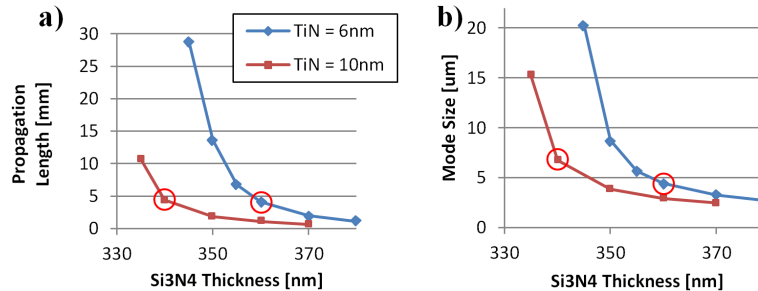 a)
TiN = 6nm
TiN = 10nm
Propagation
Length [mm]
30
25
20
15
10
5
0
330
350
370
Si3N4 Thickness [nm]
b)
Mode Size [um]
20
15
10
5
0
330
350
370
Si3N4 Thickness [nm]